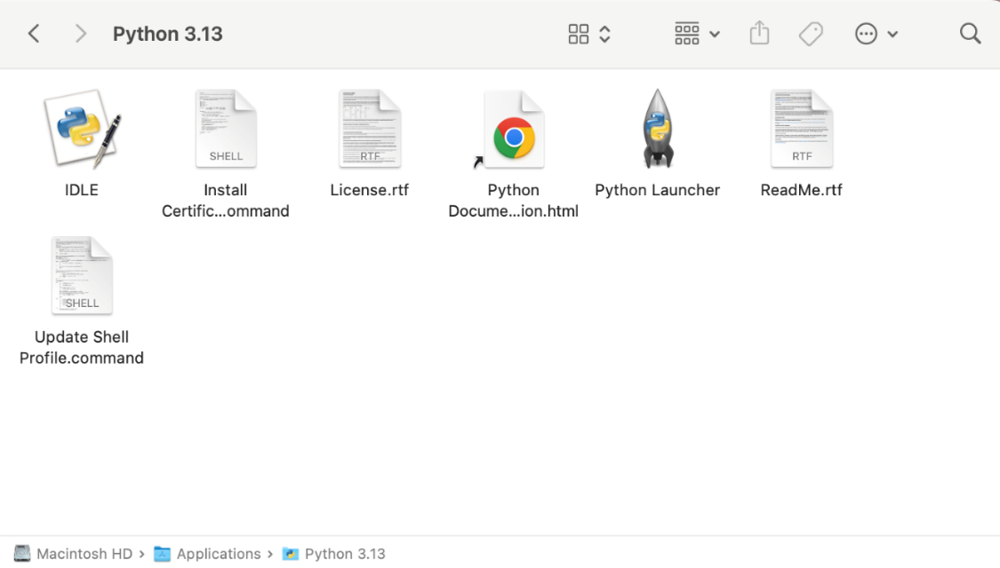 Python 3.13
SHELL
RTF
RTF
IDLE
Install
Certific...ommand
License.rtf
Python
Docume...ion.html
Python Launcher
ReadMe.rtf
SHELL
Update Shell
Profile.command
Macintosh HD › Applications › Python 3.13